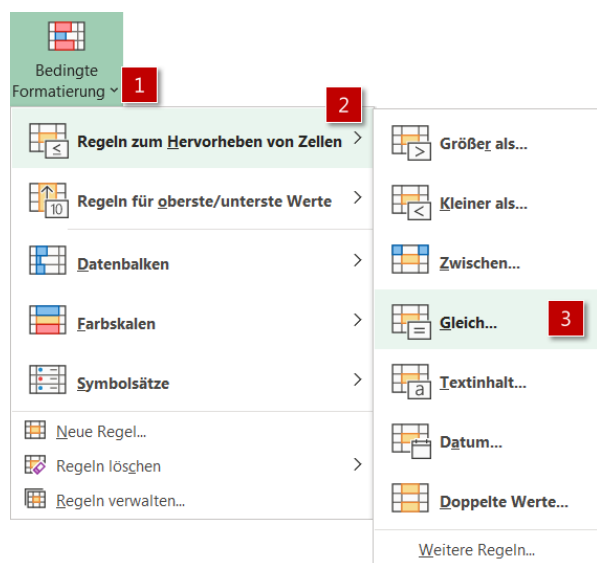 Bedingte
Formatierung
1
2
Regeln zum Hervorheben von Zellen
10
Regeln für oberste/unterste Werte
Datenbalken
Farbskalen
Symbolsätze
Neue Regel...
Regeln löschen
Regeln verwalten...
Größer als...
Kleiner als...
Zwischen...
Gleich...
3
a
Textinhalt...
Datum...
Doppelte Werte...
Weitere Regeln...